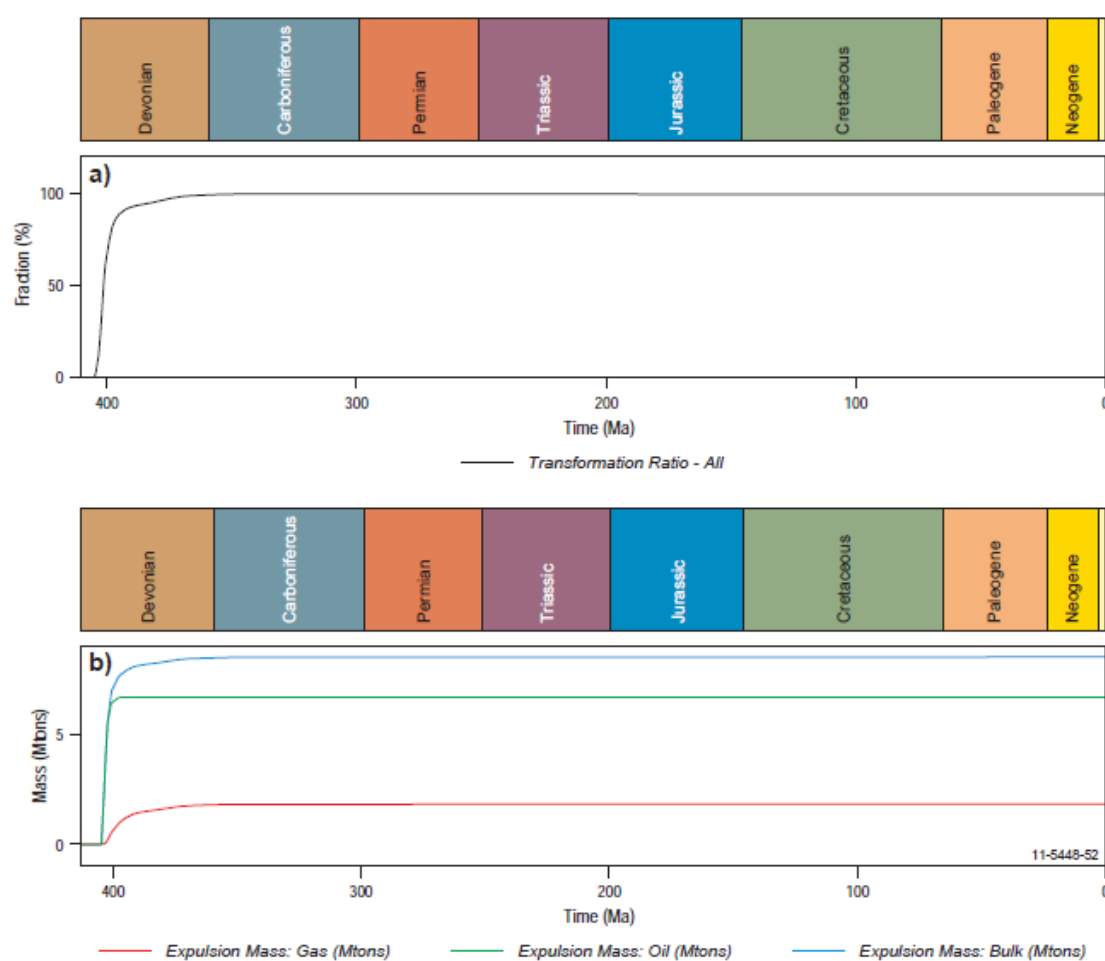 Devonian
Carboniferous
Permian
Triassic
Jurassic
Cretaceous
Paleogene
Neogene
a)
100
50
0
Fraction (%)
400
300
200
100
0
Time (Ma)
Transformation Ratio - All
Devonian
Carboniferous
Permian
Triassic
Jurassic
Cretaceous
Paleogene
Neogene
b)
5
0
Mass (Mtons)
11-5448-52
400
300
200
100
0
Time (Ma)
Expulsion Mass: Gas (Mtons)
Expulsion Mass: Oil (Mtons)
Expulsion Mass: Bulk (Mtons)